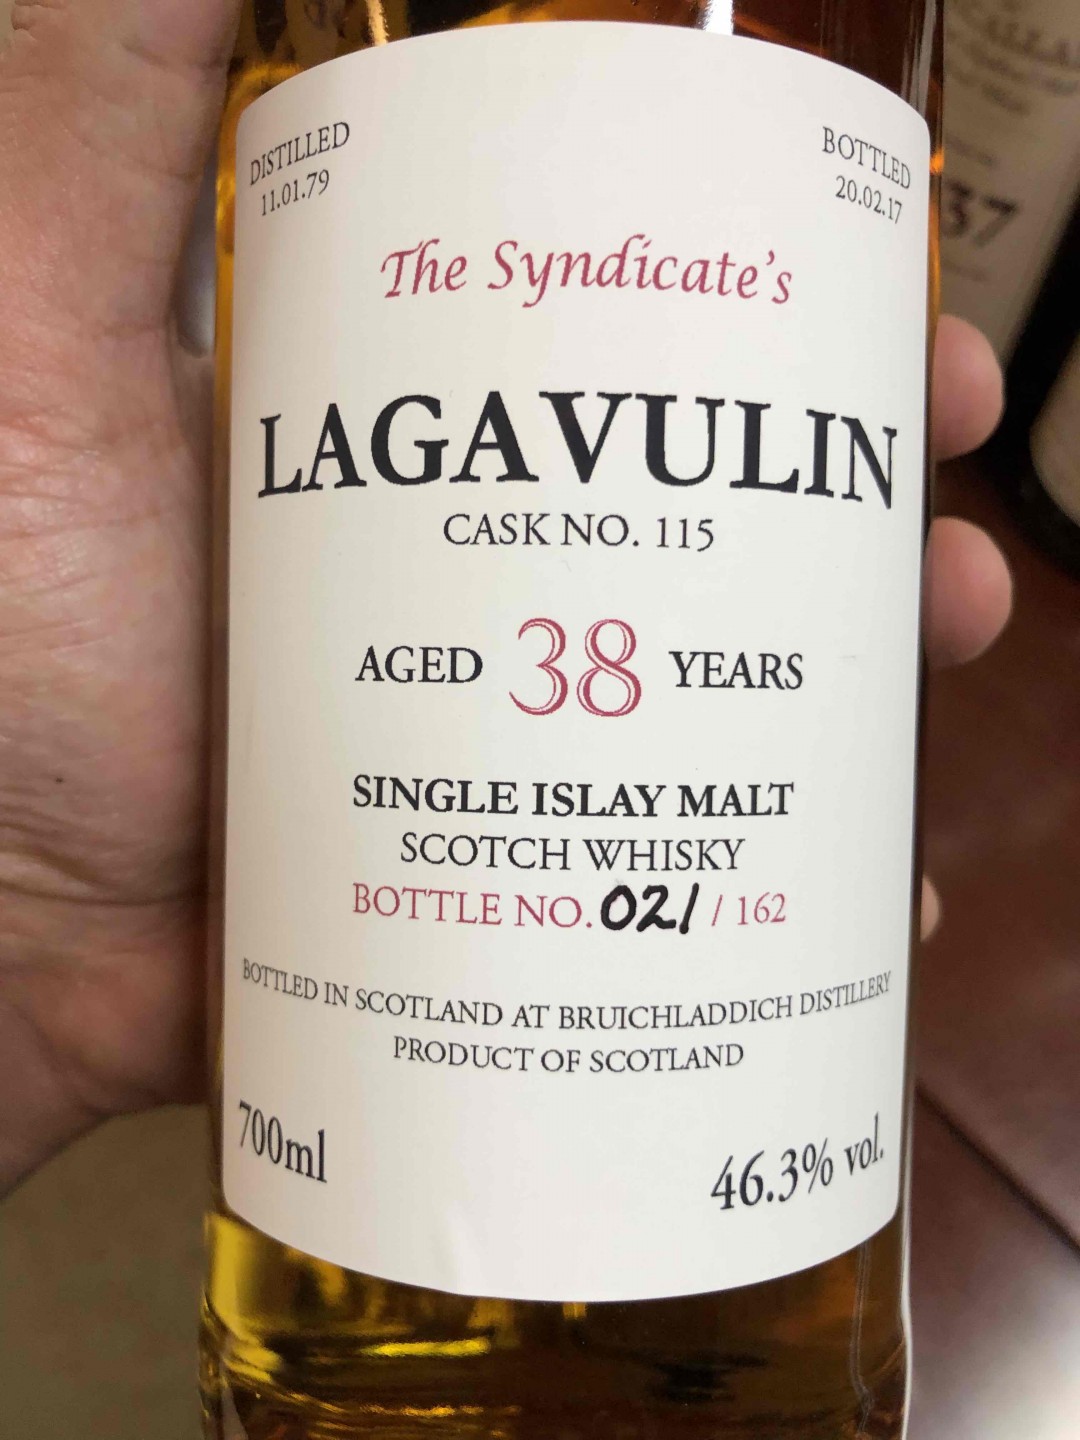 DISTILLED
11.01.79
BOTTLED
20.02.17
The Syndicate's
LAGAVULIN
CASK NO. 115
AGED 38 YEARS
SINGLE ISLAY MALT
SCOTCH WHISKY
BOTTLE NO. 021 / 162
BOTTLED IN SCOTLAND AT BRUICHLADDICH DISTILLERY
PRODUCT OF SCOTLAND
700ml
46.3% vol.
37